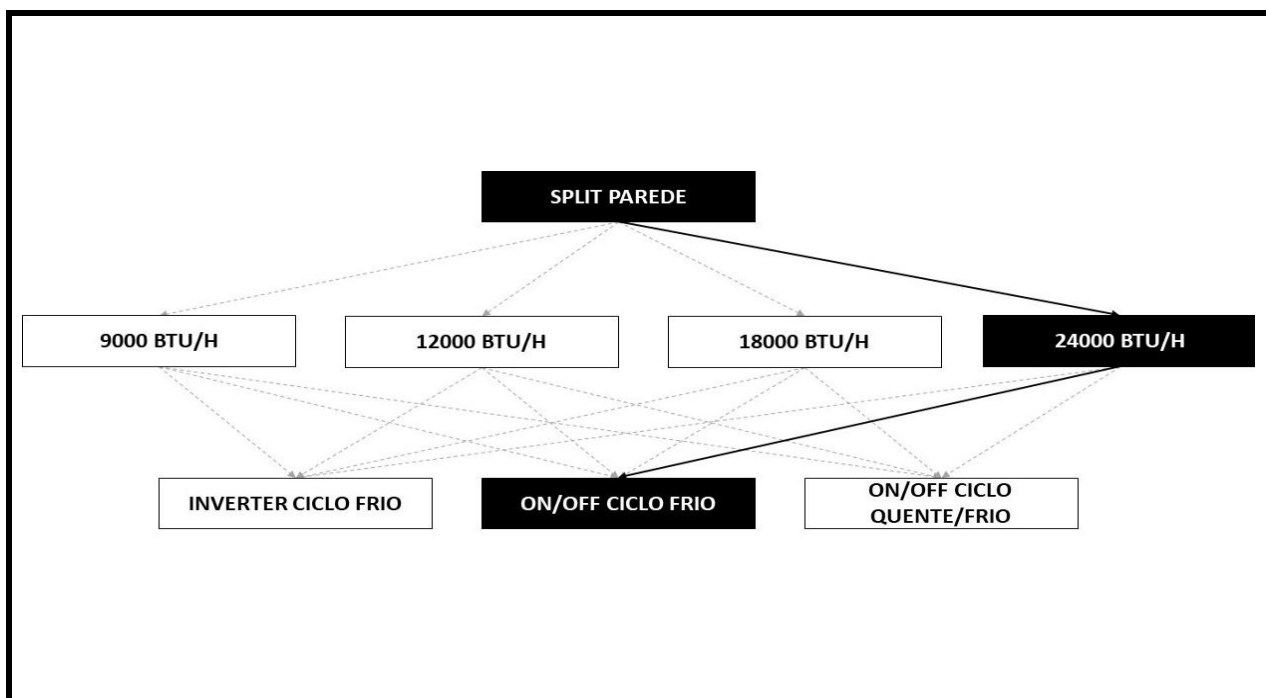 SPLIT PAREDE
9000 BTU/H
12000 BTU/H
18000 BTU/H
24000 BTU/H
INVERTER CICLO FRIO
ON/OFF CICLO FRIO
ON/OFF CICLO
QUENTE/FRIO